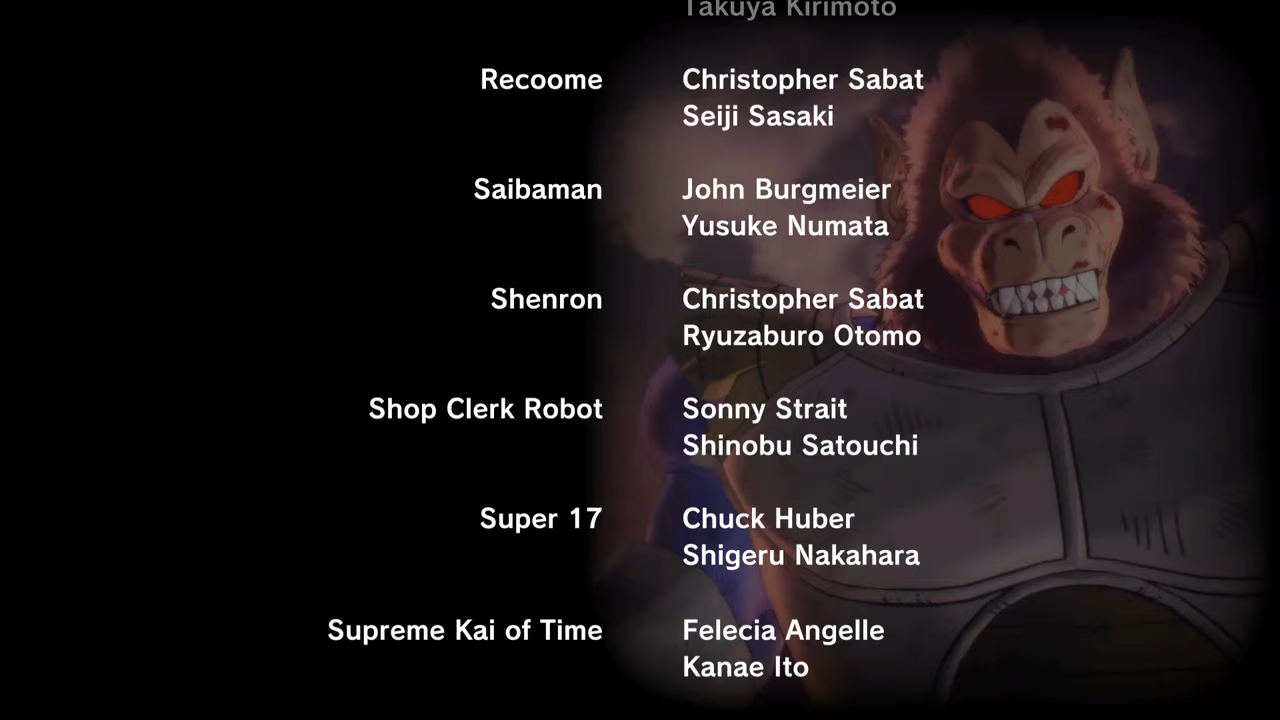 Takuya Kirimoto
Recoome Christopher Sabat
Seiji Sasaki
Saibaman John Burgmeier
Yusuke Numata
Shenron Christopher Sabat
Ryuzaburo Otomo
Shop Clerk Robot Sonny Strait
Shinobu Satouchi
Super 17 Chuck Huber
Shigeru Nakahara
Supreme Kai of Time Felecia Angelle
Kanae Ito